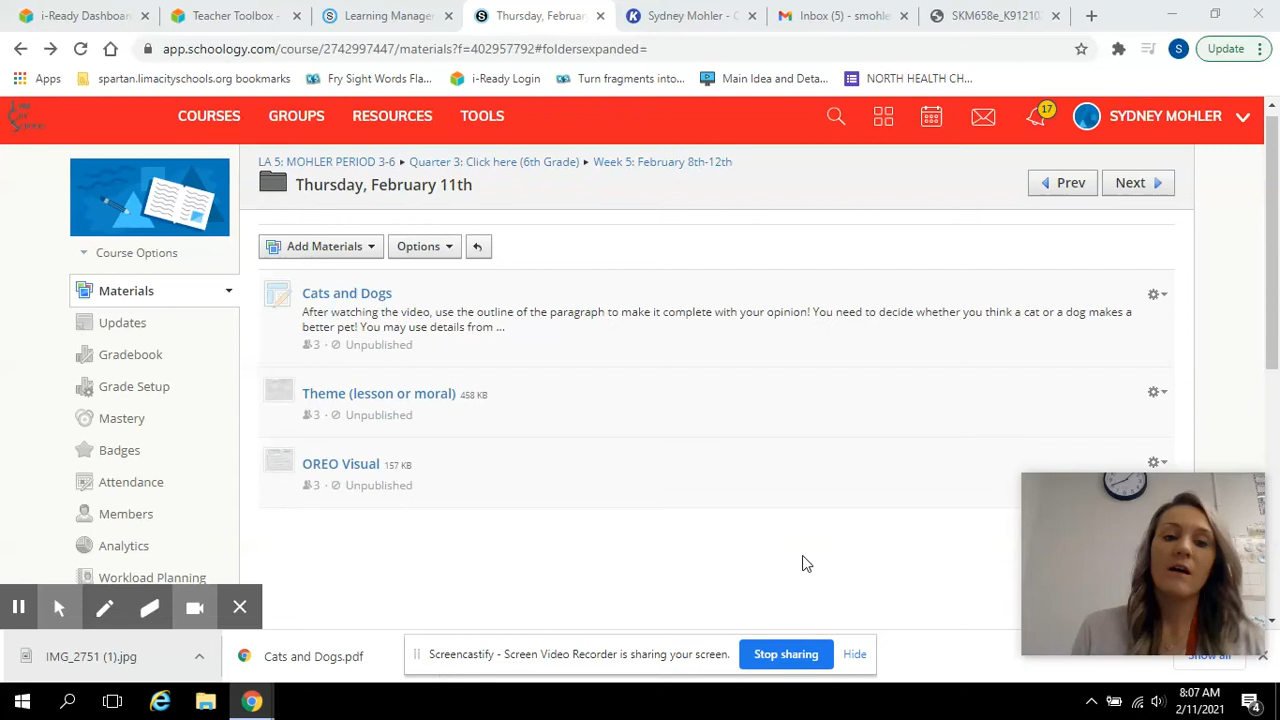 i-Ready Dashboar
Teacher Toolbox -
Learning Manage
Thursday, Februar
Sydney Mohler - C
Inbox (5) - smohle
SKM658e_K91210
app.schoology.com/course/2742997447/materials?f=402957792#foldersexpanded=
S
Update
Apps
spartan.limacityschools.org bookmarks
Fry Sight Words Fla...
i-Ready Login
Turn fragments into...
Main Idea and Deta...
NORTH HEALTH CH...
COURSES
GROUPS
RESOURCES
TOOLS
17
SYDNEY MOHLER
LA 5: MOHLER PERIOD 3-6 ▸ Quarter 3: Click here (6th Grade) ▸ Week 5: February 8th-12th
Thursday, February 11th
Prev
Next
Course Options
Add Materials
Options
Materials
Updates
Gradebook
Grade Setup
Mastery
Badges
Attendance
Members
Analytics
Workload Planning
Cats and Dogs
After watching the video, use the outline of the paragraph to make it complete with your opinion! You need to decide whether you think a cat or a dog makes a
better pet! You may use details from ...
3 · Unpublished
Theme (lesson or moral) 458 KB
3 · Unpublished
OREO Visual 157 KB
3 · Unpublished
IMG_2751 (1).jpg
Cats and Dogs.pdf
Screencastify - Screen Video Recorder is sharing your screen.
Stop sharing
Hide
Show all
8:07 AM
2/11/2021
4